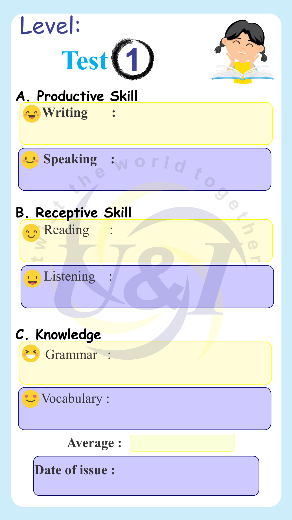 Level:
Test 1
A. Productive Skill
Writing :
Speaking :
B. Receptive Skill
Reading :
Listening :
C. Knowledge
Grammar :
Vocabulary :
Average :
Date of issue :
the world together
U&I